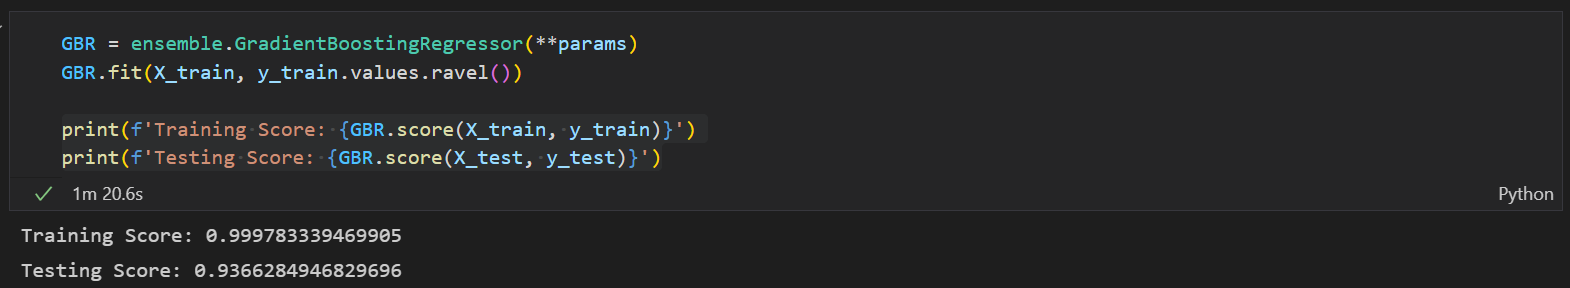 GBR = ensemble.GradientBoostingRegressor(**params)
GBR.fit(X_train, y_train.values.ravel())
print(f'Training Score: {GBR.score(X_train, y_train)}')
print(f'Testing Score: {GBR.score(X_test, y_test)}')
1m 20.6s
Python
Training Score: 0.999783339469905
Testing Score: 0.9366284946829696